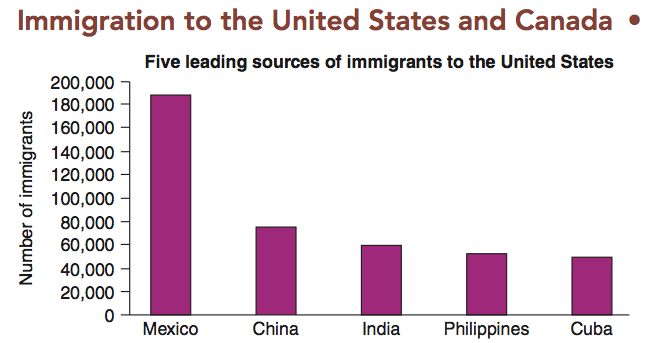 Immigration to the United States and Canada •
Five leading sources of immigrants to the United States
Number of immigrants
200,000
180,000
160,000
140,000
120,000
100,000
80,000
60,000
40,000
20,000
0
Mexico China India Philippines Cuba